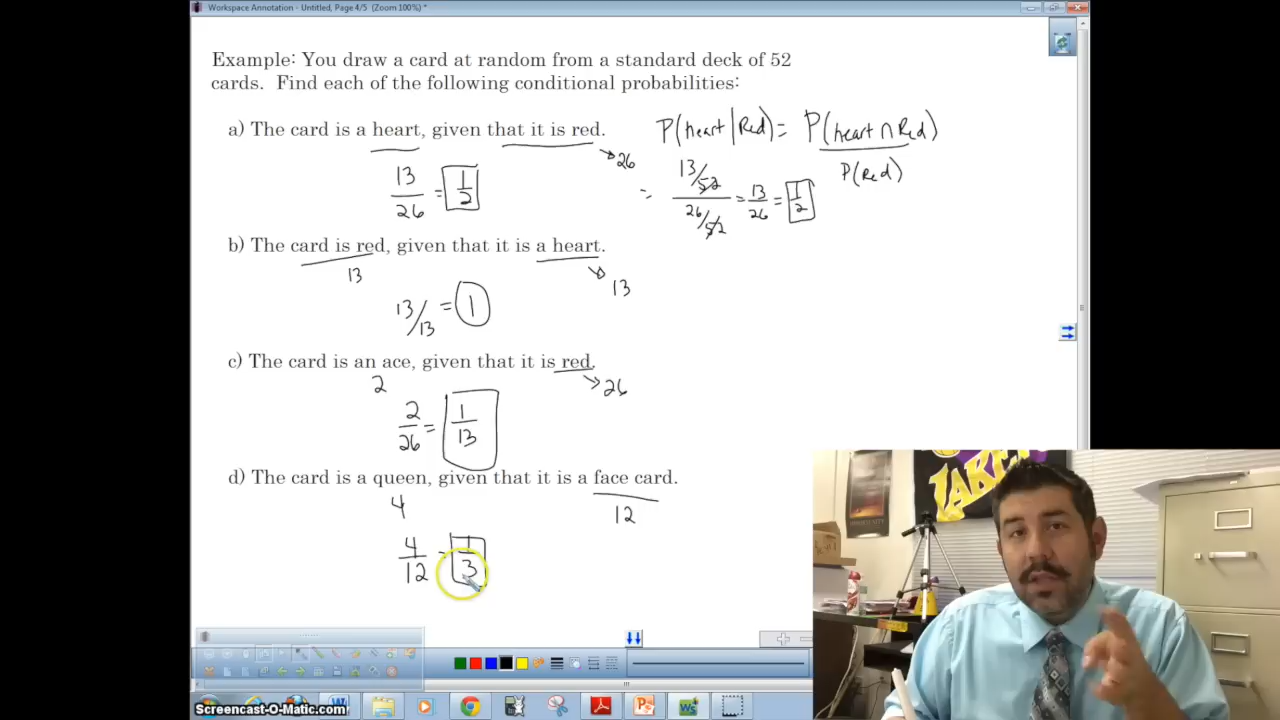 Workspace Annotation - Untitled, Page 4/5 (Zoom 100%) *
Example: You draw a card at random from a standard deck of 52
cards. Find each of the following conditional probabilities:
a) The card is a heart, given that it is red.
→26
13/26 = 1/2
P(heart | Red) = P(heart ∩ Red)/P(Red)
= 13/52 / 26/52 = 13/26 = 1/2
b) The card is red, given that it is a heart.
13
→13
13/13 = 1
c) The card is an ace, given that it is red.
2
→26
2/26 = 1/13
d) The card is a queen, given that it is a face card.
4
12
4/12 = 1/3
LAKERS
Screencast-O-Matic.com